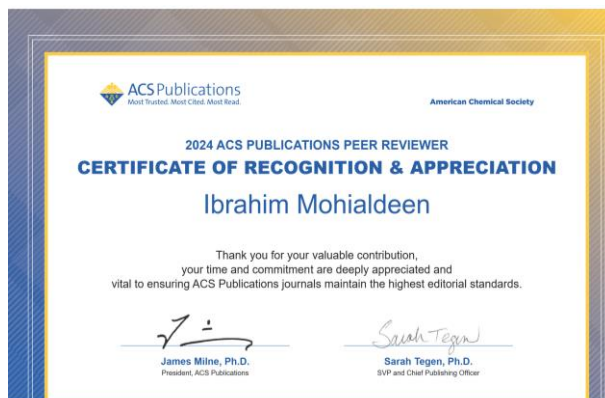 ACS Publications
Most Trusted. Most Cited. Most Read.
American Chemical Society
2024 ACS PUBLICATIONS PEER REVIEWER
CERTIFICATE OF RECOGNITION & APPRECIATION
Ibrahim Mohialdeen
Thank you for your valuable contribution,
your time and commitment are deeply appreciated and
vital to ensuring ACS Publications journals maintain the highest editorial standards.
Sarah Tegen
James Milne, Ph.D.
President, ACS Publications
Sarah Tegen, Ph.D.
SVP and Chief Publishing Officer